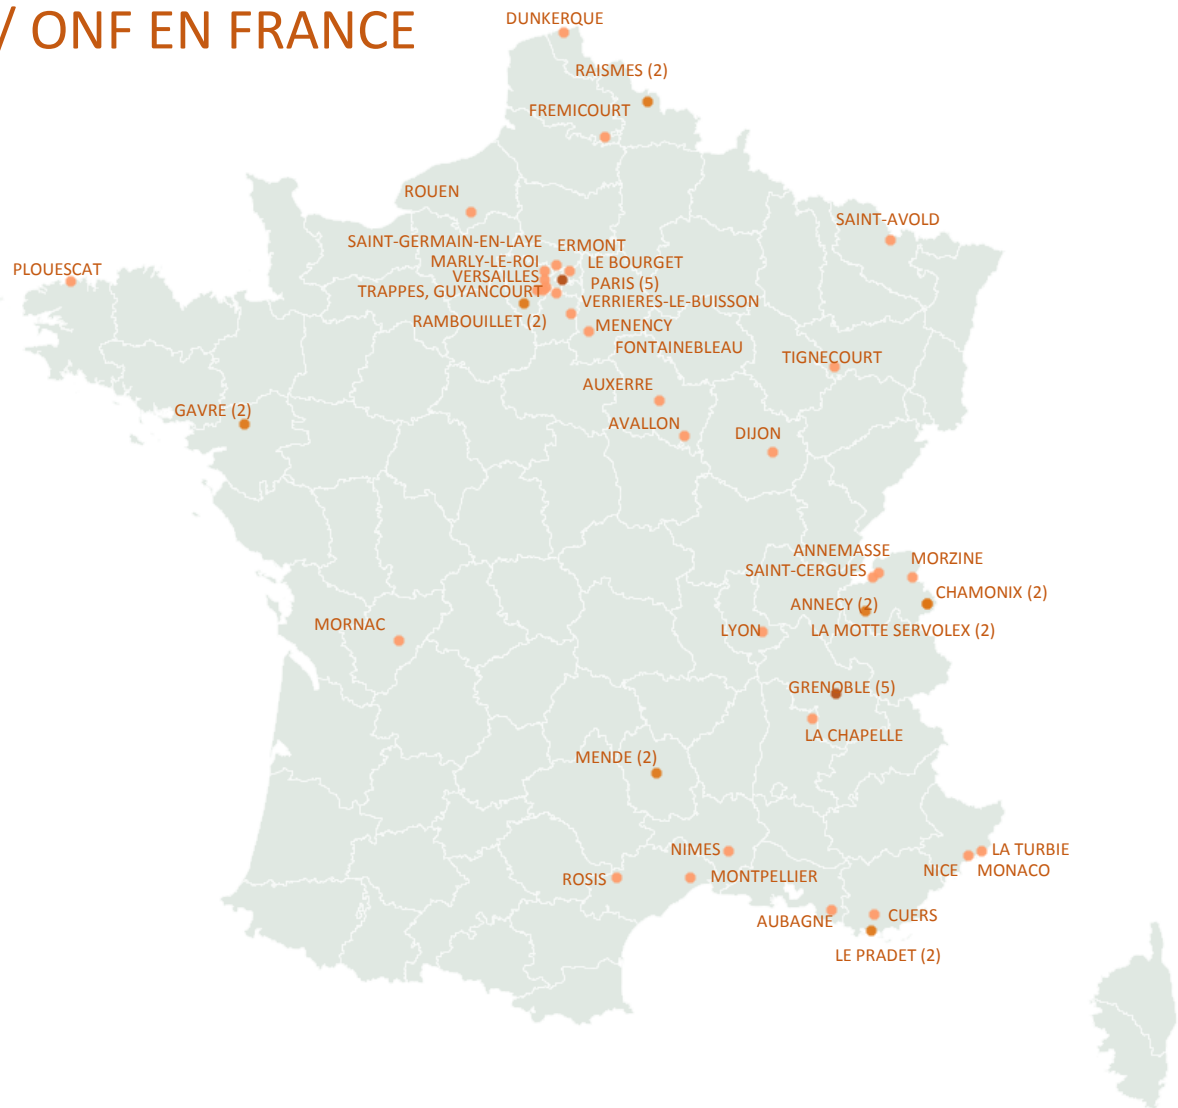 / ONF EN FRANCE
DUNKERQUE
RAISMES (2)
FREMICOURT
ROUEN
SAINT-AVOLD
SAINT-GERMAIN-EN-LAYE
ERMONT
MARLY-LE-ROI
LE BOURGET
PLOUESCAT
VERSAILLES
PARIS (5)
TRAPPES, GUYANCOURT
VERRIERES-LE-BUISSON
RAMBOUILLET (2)
MENENCY
FONTAINEBLEAU
TIGNECOURT
AUXERRE
GAVRE (2)
AVALLON
DIJON
ANNEMASSE
MORZINE
SAINT-CERGUES
CHAMONIX (2)
ANNECY (2)
MORNAC
LYON
LA MOTTE SERVOLEX (2)
GRENOBLE (5)
LA CHAPELLE
MENDE (2)
NIMES
LA TURBIE
NICE
MONACO
ROSIS
MONTPELLIER
AUBAGNE
CUERS
LE PRADET (2)